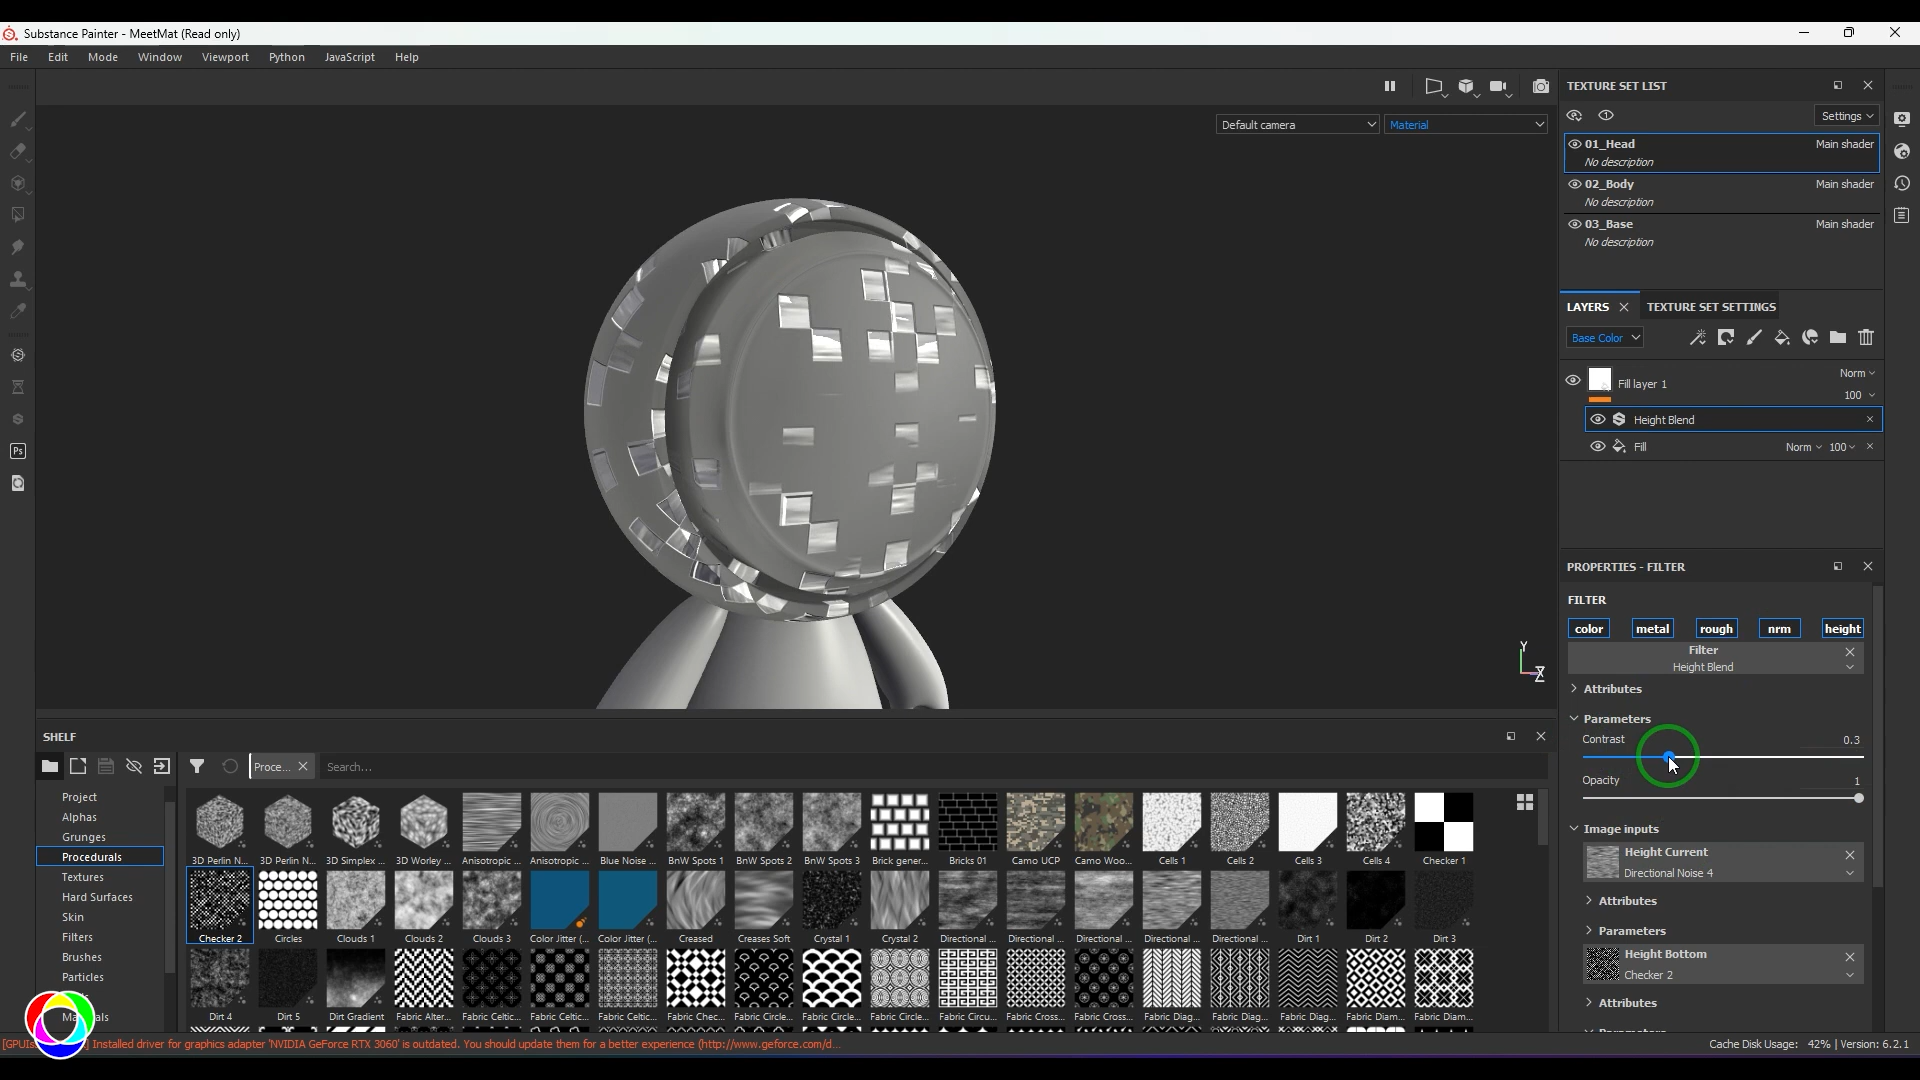 Substance Painter - MeetMat (Read only)
File Edit Mode Window Viewport Python JavaScript Help
Default camera Material
TEXTURE SET LIST
Settings
01_Head Main shader
No description
02_Body Main shader
No description
03_Base Main shader
No description
LAYERS TEXTURE SET SETTINGS
Base Color
Fill layer 1 Norm 100
Height Blend
Fill Norm 100
PROPERTIES - FILTER
FILTER
color metal rough nrm height
Filter
Height Blend
Attributes
Parameters
Contrast 0.3
Opacity 1
Image inputs
Height Current
Directional Noise 4
Attributes
Parameters
Height Bottom
Checker 2
Attributes
Y
Z
SHELF
Proce... Search...
Project
Alphas
Grunges
Procedurals
Textures
Hard Surfaces
Skin
Filters
Brushes
Particles
3D Perlin N... 3D Perlin N... 3D Simplex ... 3D Worley ... Anisotropic ... Anisotropic ... Blue Noise ... BnW Spots 1 BnW Spots 2 BnW Spots 3 Brick gener... Bricks 01 Camo UCP Camo Woo... Cells 1 Cells 2 Cells 3 Cells 4 Checker 1
Checker 2 Circles Clouds 1 Clouds 2 Clouds 3 Color Jitter (... Color Jitter (... Creased Creases Soft Crystal 1 Crystal 2 Directional ... Directional ... Directional ... Directional ... Directional ... Dirt 1 Dirt 2 Dirt 3
Dirt 4 Dirt 5 Dirt Gradient Fabric Alter... Fabric Celtic... Fabric Celtic... Fabric Celtic... Fabric Chec... Fabric Circle... Fabric Circle... Fabric Circle... Fabric Circu... Fabric Cross... Fabric Cross... Fabric Diag... Fabric Diag... Fabric Diag... Fabric Diam... Fabric Diam...
Installed driver for graphics adapter 'NVIDIA GeForce RTX 3060' is outdated. You should update them for a better experience (http://www.geforce.com/d...
Cache Disk Usage: 42% | Version: 6.2.1